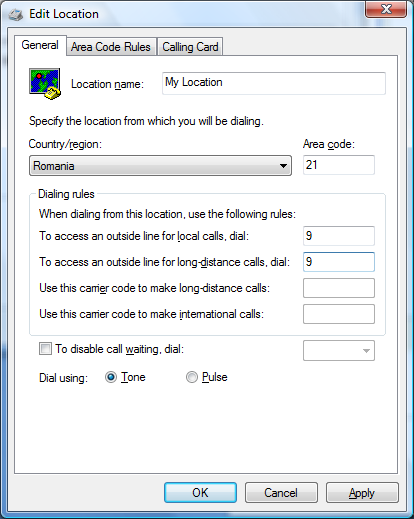 Edit Location
General Area Code Rules Calling Card
Location name: My Location
Specify the location from which you will be dialing.
Country/region: Area code:
Romania 21
Dialing rules
When dialing from this location, use the following rules:
To access an outside line for local calls, dial: 9
To access an outside line for long-distance calls, dial: 9
Use this carrier code to make long-distance calls:
Use this carrier code to make international calls:
To disable call waiting, dial:
Dial using: Tone Pulse
OK Cancel Apply